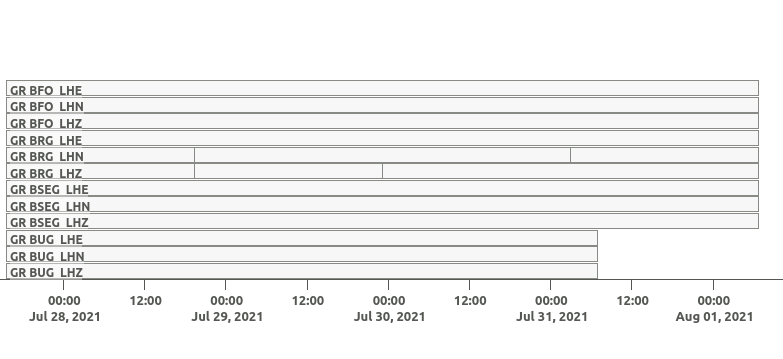 GR BFO LHE
GR BFO LHN
GR BFO LHZ
GR BRG LHE
GR BRG LHN
GR BRG LHZ
GR BSEG LHE
GR BSEG LHN
GR BSEG LHZ
GR BUG LHE
GR BUG LHN
GR BUG LHZ
00:00 12:00 00:00 12:00 00:00 12:00 00:00 12:00 00:00
Jul 28, 2021 Jul 29, 2021 Jul 30, 2021 Jul 31, 2021 Aug 01, 2021